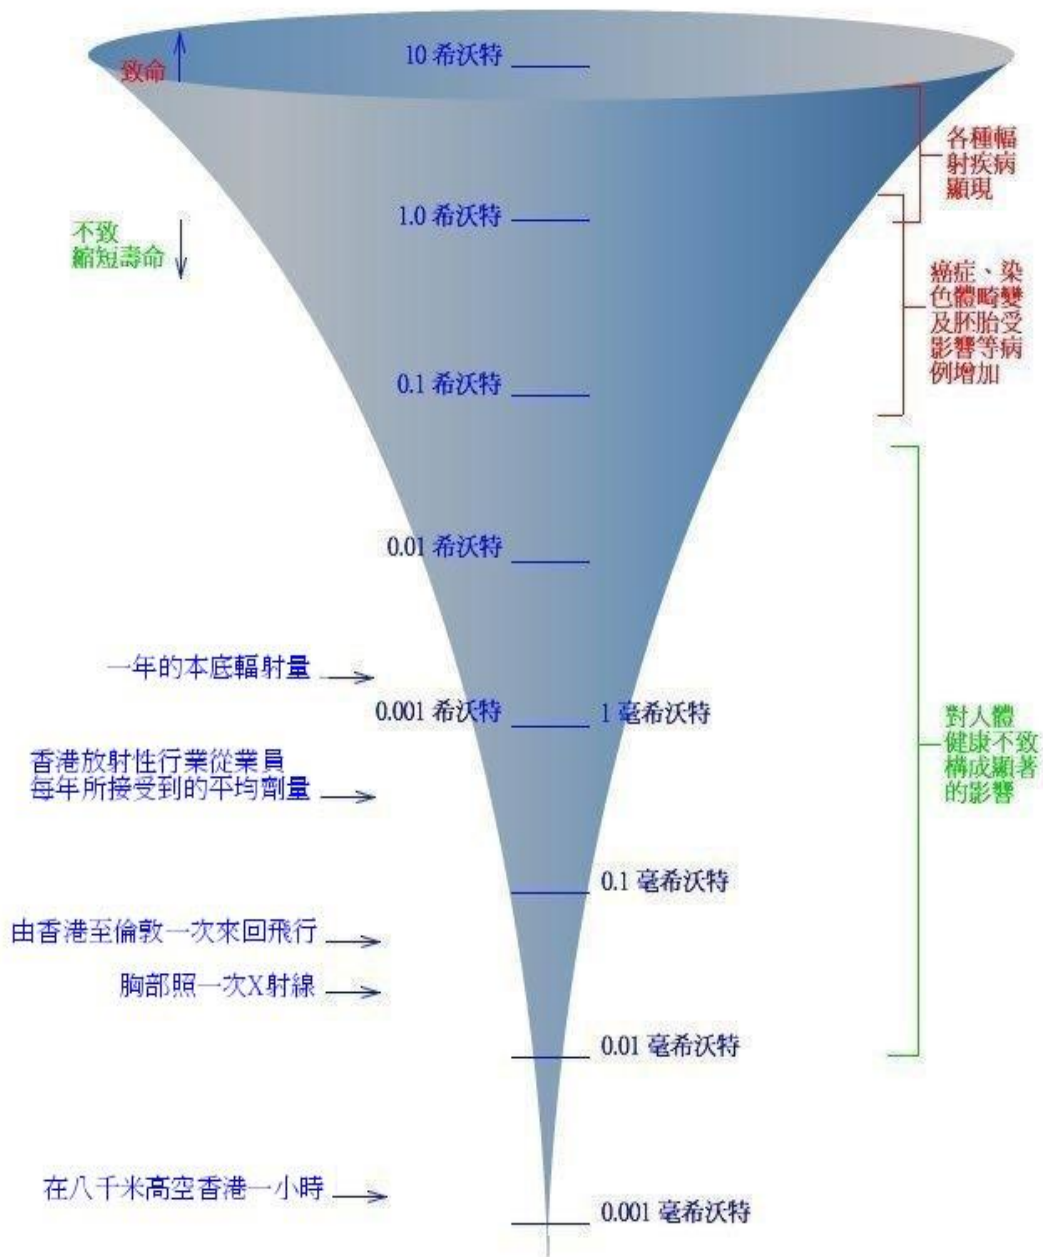 10 希沃特
致命
各種輻
射疾病
顯現
1.0 希沃特
不致
縮短壽命
癌症、染
色體畸變
及胚胎受
影響等病
例增加
0.1 希沃特
0.01 希沃特
一年的本底輻射量
0.001 希沃特
1 毫希沃特
對人體
健康不致
構成顯著
的影響
香港放射性行業從業員
每年所接受到的平均劑量
0.1 毫希沃特
由香港至倫敦一次來回飛行
胸部照一次X射線
0.01 毫希沃特
在八千米高空香港一小時
0.001 毫希沃特